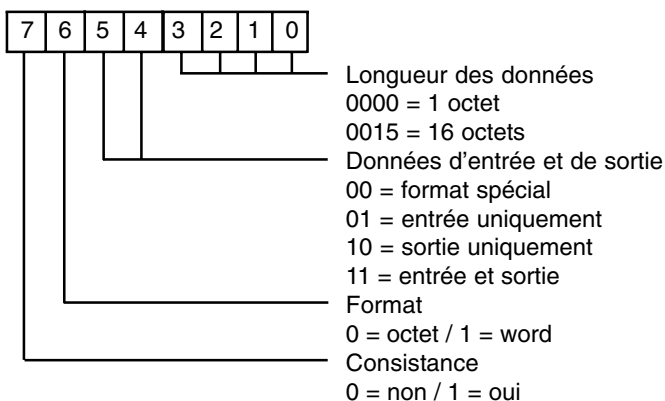 7 6 5 4 3 2 1 0
Longueur des données
0000 = 1 octet
0015 = 16 octets
Données d'entrée et de sortie
00 = format spécial
01 = entrée uniquement
10 = sortie uniquement
11 = entrée et sortie
Format
0 = octet / 1 = word
Consistance
0 = non / 1 = oui